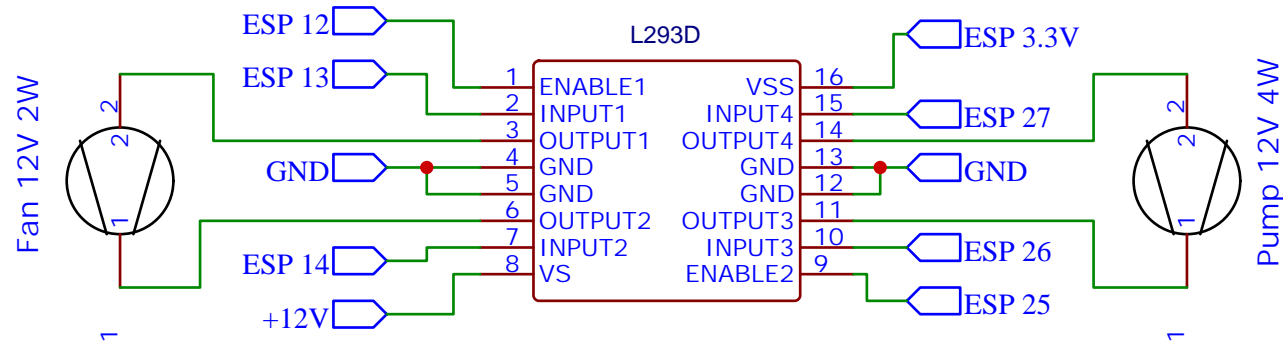 L293D
ESP 12
ESP 13
GND
ESP 14
+12V
Fan 12V 2W
2
2
1
1
1 ENABLE1
2 INPUT1
3 OUTPUT1
4 GND
5 GND
6 OUTPUT2
7 INPUT2
8 VS
VSS 16
INPUT4 15
OUTPUT4 14
GND 13
GND 12
OUTPUT3 11
INPUT3 10
ENABLE2 9
ESP 3.3V
ESP 27
GND
ESP 26
ESP 25
2
2
1
1
Pump 12V 4W